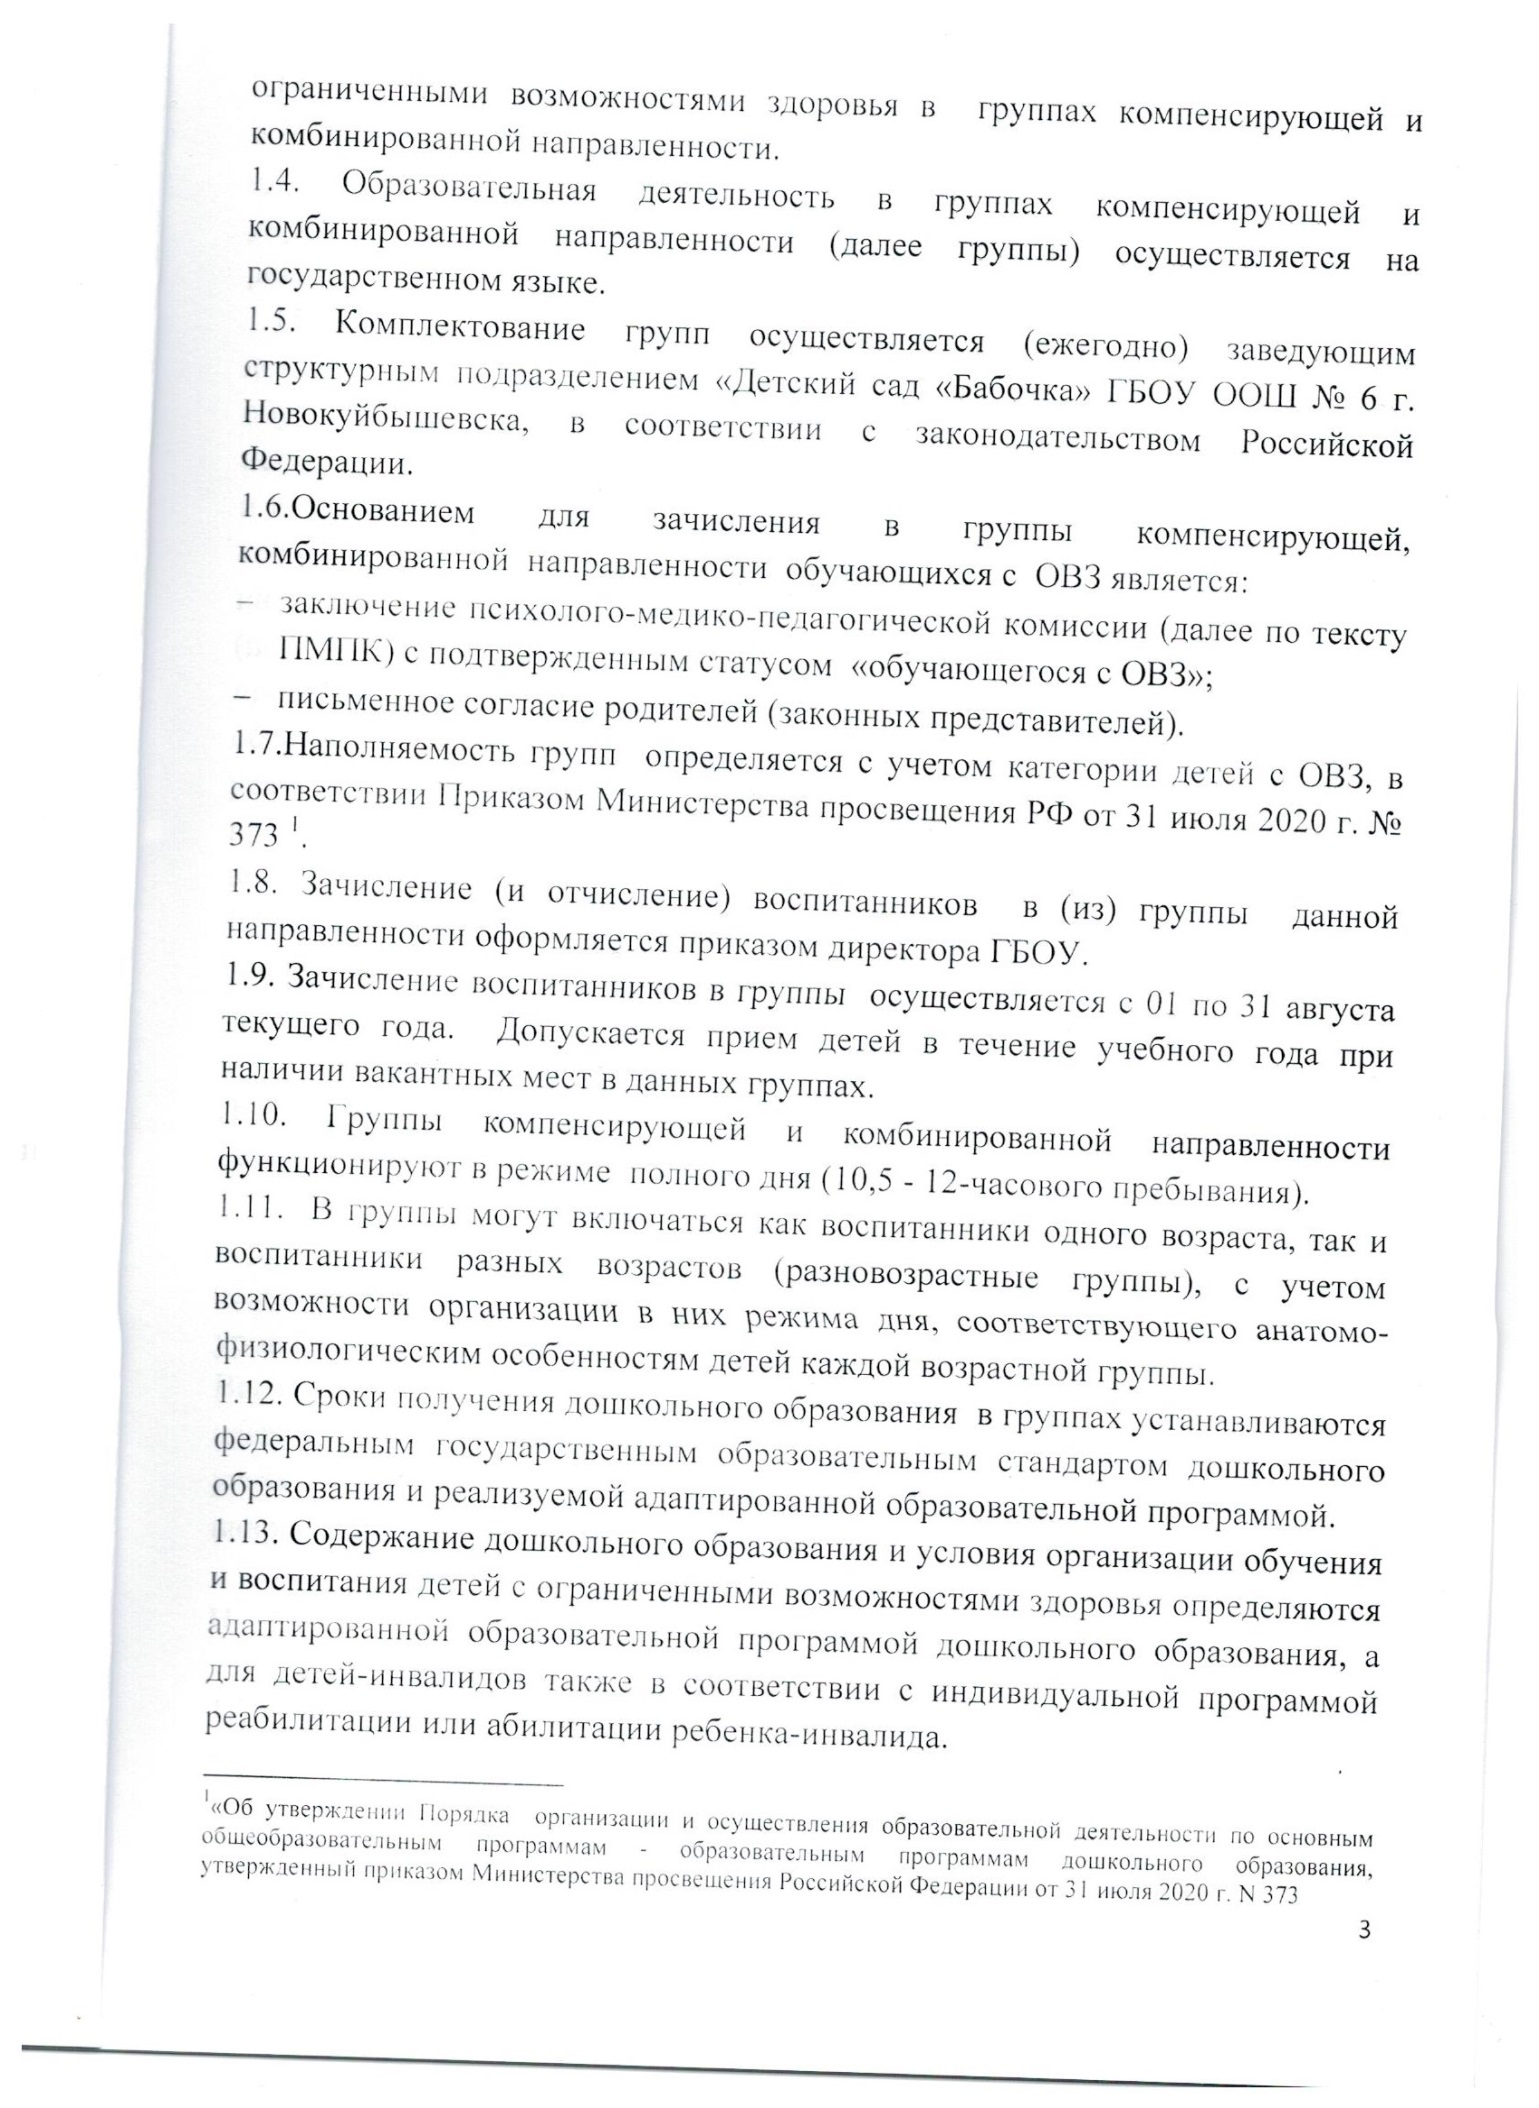 ограниченными возможностями здоровья в группах компенсирующей и
комбинированной направленности.
1.4. Образовательная деятельность в группах компенсирующей и
комбинированной направленности (далее группы) осуществляется на
государственном языке.
1.5. Комплектование групп осуществляется (ежегодно) заведующим
структурным подразделением «Детский сад «Бабочка» ГБОУ ООШ № 6 г.
Новокуйбышевска, в соответствии с законодательством Российской
Федерации.
1.6.Основанием для зачисления в группы компенсирующей,
комбинированной направленности обучающихся с ОВЗ является:
– заключение психолого-медико-педагогической комиссии (далее по тексту
ПМПК) с подтвержденным статусом «обучающегося с ОВЗ»;
– письменное согласие родителей (законных представителей).
1.7.Наполняемость групп определяется с учетом категории детей с ОВЗ, в
соответствии Приказом Министерства просвещения РФ от 31 июля 2020 г. №
373 1.
1.8. Зачисление (и отчисление) воспитанников в (из) группы данной
направленности оформляется приказом директора ГБОУ.
1.9. Зачисление воспитанников в группы осуществляется с 01 по 31 августа
текущего года. Допускается прием детей в течение учебного года при
наличии вакантных мест в данных группах.
1.10. Группы компенсирующей и комбинированной направленности
функционируют в режиме полного дня (10,5 - 12-часового пребывания).
1.11. В группы могут включаться как воспитанники одного возраста, так и
воспитанники разных возрастов (разновозрастные группы), с учетом
возможности организации в них режима дня, соответствующего анатомо-
физиологическим особенностям детей каждой возрастной группы.
1.12. Сроки получения дошкольного образования в группах устанавливаются
федеральным государственным образовательным стандартом дошкольного
образования и реализуемой адаптированной образовательной программой.
1.13. Содержание дошкольного образования и условия организации обучения
и воспитания детей с ограниченными возможностями здоровья определяются
адаптированной образовательной программой дошкольного образования, а
для детей-инвалидов также в соответствии с индивидуальной программой
реабилитации или абилитации ребенка-инвалида.
1«Об утверждении Порядка организации и осуществления образовательной деятельности по основным
общеобразовательным программам - образовательным программам дошкольного образования,
утвержденный приказом Министерства просвещения Российской Федерации от 31 июля 2020 г. N 373
3